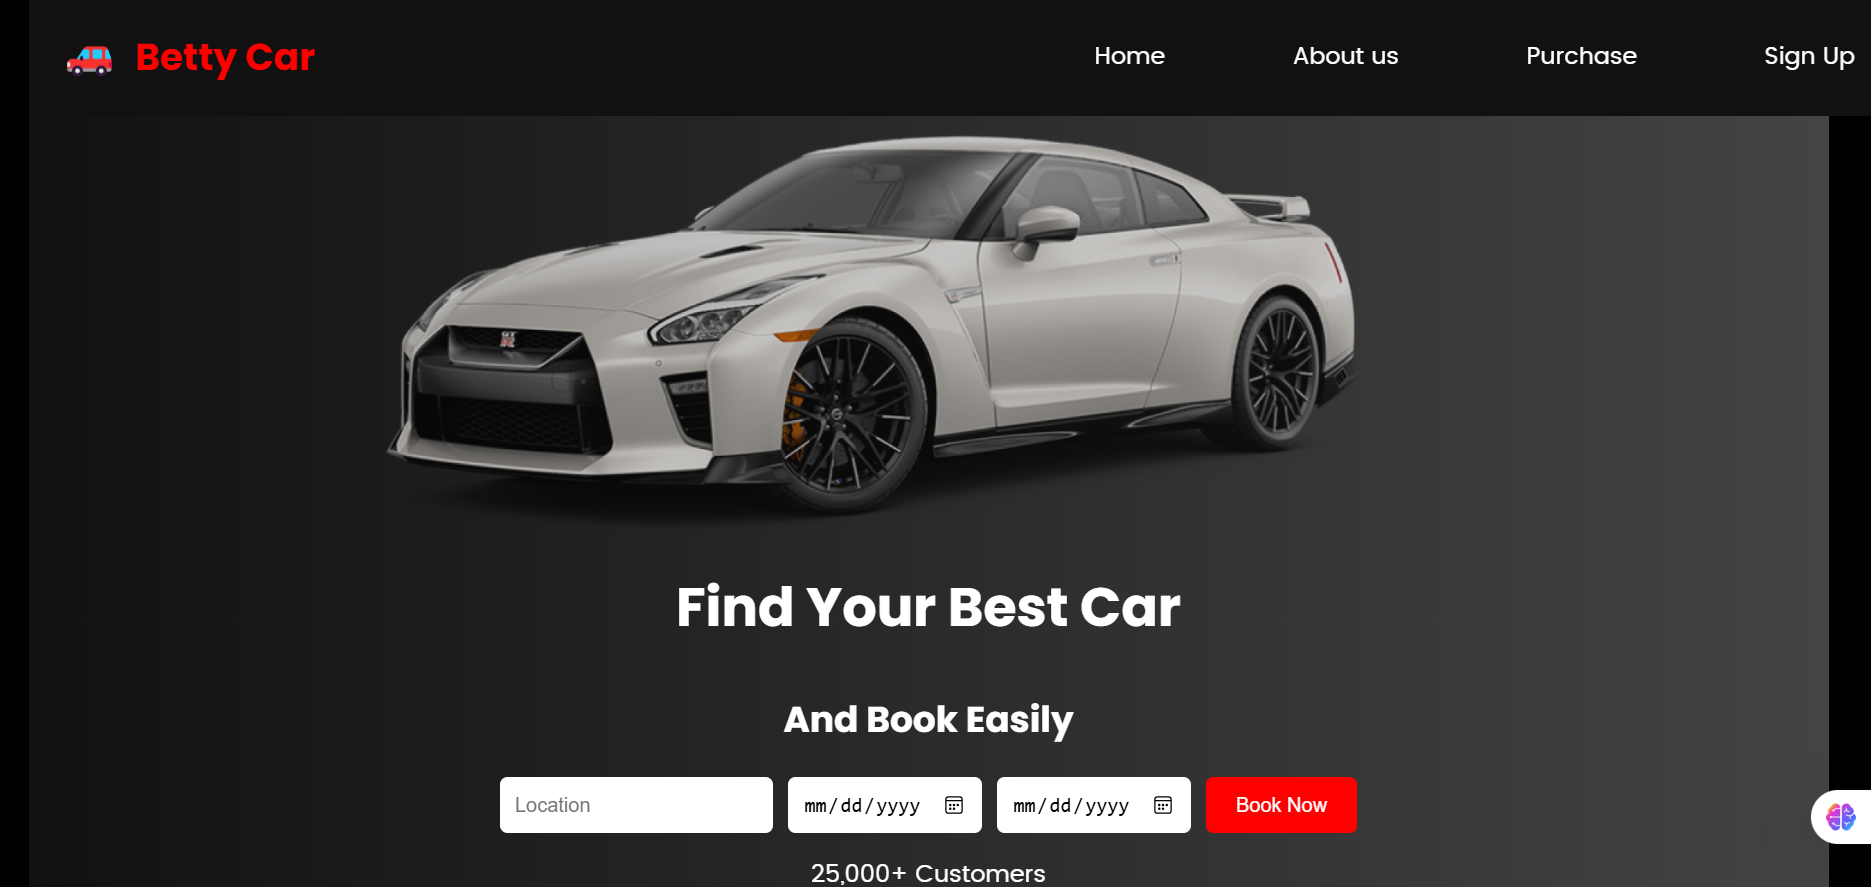 Betty Car
Home
About us
Purchase
Sign Up
GT
R
Find Your Best Car
And Book Easily
Location
mm/dd/yyyy
mm/dd/yyyy
Book Now
25,000+ Customers